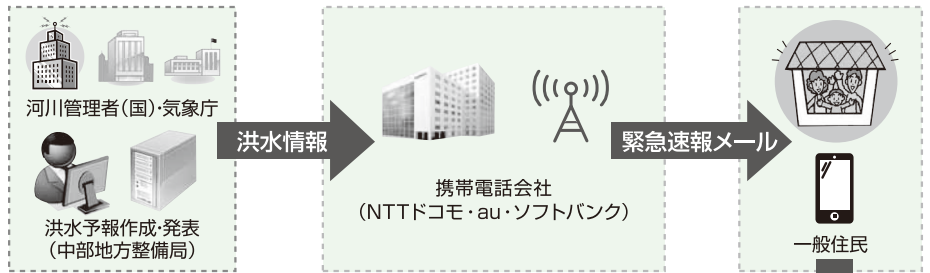 河川管理者（国）・気象庁
洪水予報作成・発表
（中部地方整備局）
洪水情報
携帯電話会社
（NTTドコモ・au・ソフトバンク）
緊急速報メール
一般住民